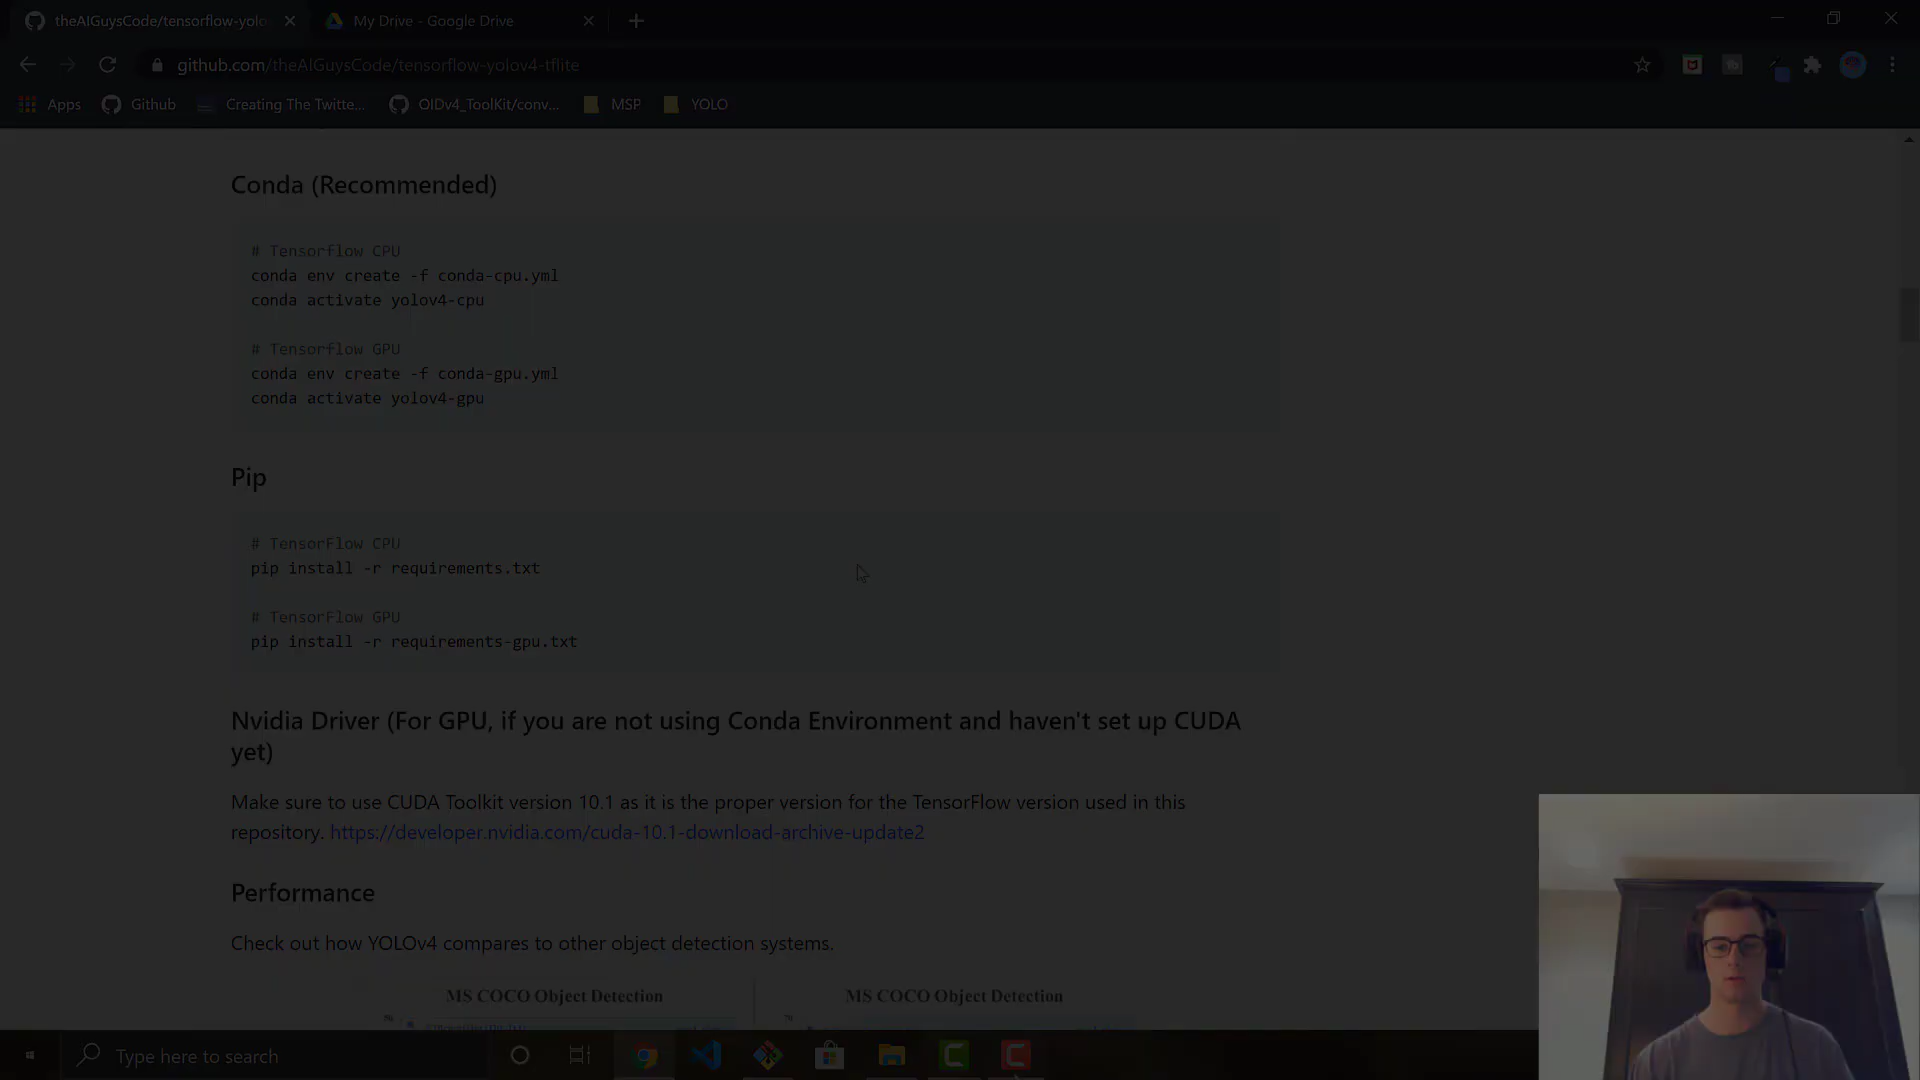 theAIGuysCode/tensorflow-yolo
My Drive - Google Drive
github.com/theAIGuysCode/tensorflow-yolov4-tflite
Apps
Github
Creating The Twitte...
OIDv4_ToolKit/conv...
MSP
YOLO
Conda (Recommended)
# Tensorflow CPU
conda env create -f conda-cpu.yml
conda activate yolov4-cpu
# Tensorflow GPU
conda env create -f conda-gpu.yml
conda activate yolov4-gpu
Pip
# TensorFlow CPU
pip install -r requirements.txt
# TensorFlow GPU
pip install -r requirements-gpu.txt
Nvidia Driver (For GPU, if you are not using Conda Environment and haven't set up CUDA
yet)
Make sure to use CUDA Toolkit version 10.1 as it is the proper version for the TensorFlow version used in this
repository. https://developer.nvidia.com/cuda-10.1-download-archive-update2
Performance
Check out how YOLOv4 compares to other object detection systems.
MS COCO Object Detection
MS COCO Object Detection
Type here to search